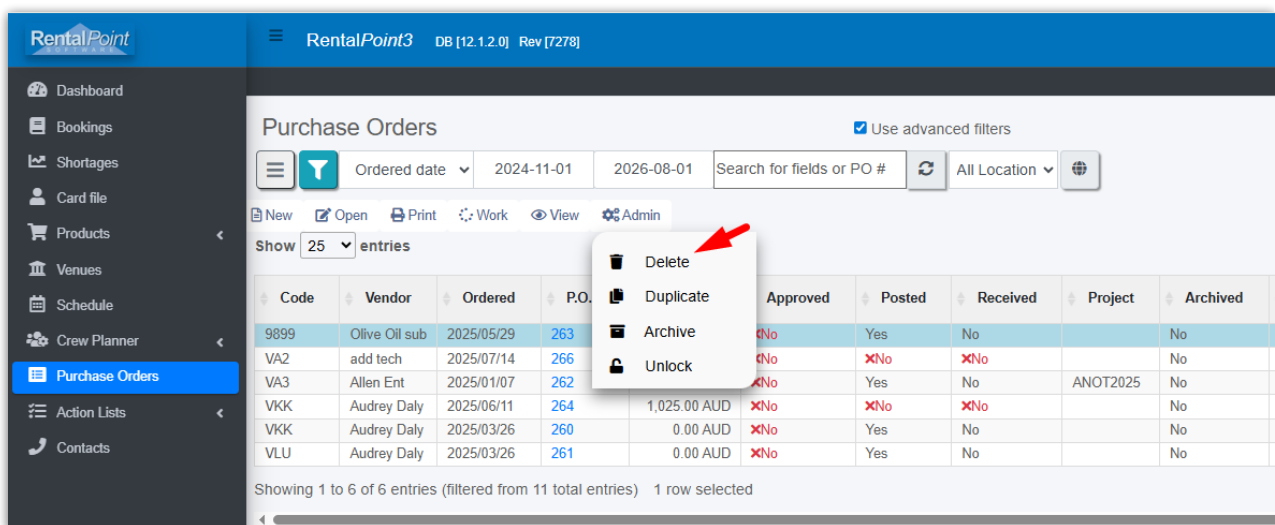 RentalPoint
SOFTWARE
RentalPoint3 DB [12.1.2.0] Rev [7278]
Dashboard
Bookings
Shortages
Card file
Products
Venues
Schedule
Crew Planner
Purchase Orders
Action Lists
Contacts
Purchase Orders
Use advanced filters
Ordered date 2024-11-01 2026-08-01 Search for fields or PO # All Location
New Open Print Work View Admin
Show 25 entries
Delete
Duplicate
Archive
Unlock
Code Vendor Ordered P.O. Approved Posted Received Project Archived
9899 Olive Oil sub 2025/05/29 263 No Yes No No
VA2 add tech 2025/07/14 266 No No No No
VA3 Allen Ent 2025/01/07 262 No Yes No ANOT2025 No
VKK Audrey Daly 2025/06/11 264 1,025.00 AUD No No No No
VKK Audrey Daly 2025/03/26 260 0.00 AUD No Yes No No
VLU Audrey Daly 2025/03/26 261 0.00 AUD No Yes No No
Showing 1 to 6 of 6 entries (filtered from 11 total entries) 1 row selected